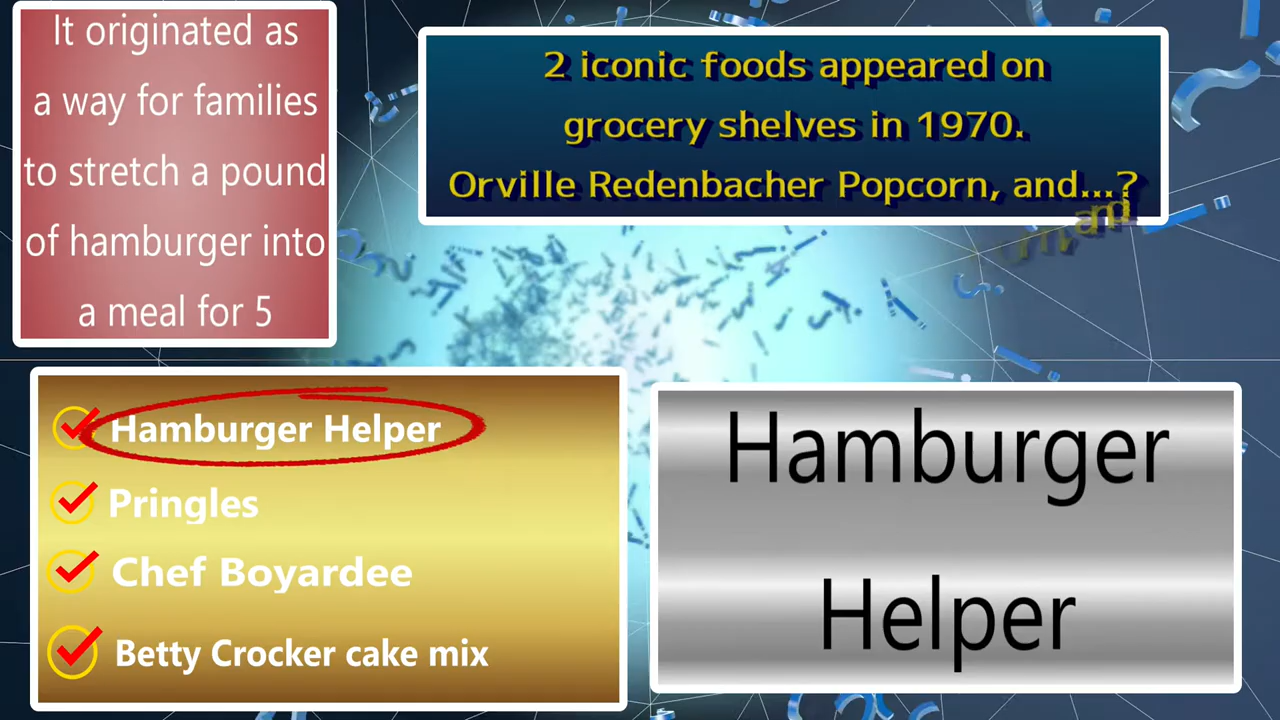 It originated as
a way for families
to stretch a pound
of hamburger into
a meal for 5
2 iconic foods appeared on
grocery shelves in 1970.
Orville Redenbacher Popcorn, and...?
and
Hamburger Helper
Pringles
Chef Boyardee
Betty Crocker cake mix
Hamburger
Helper